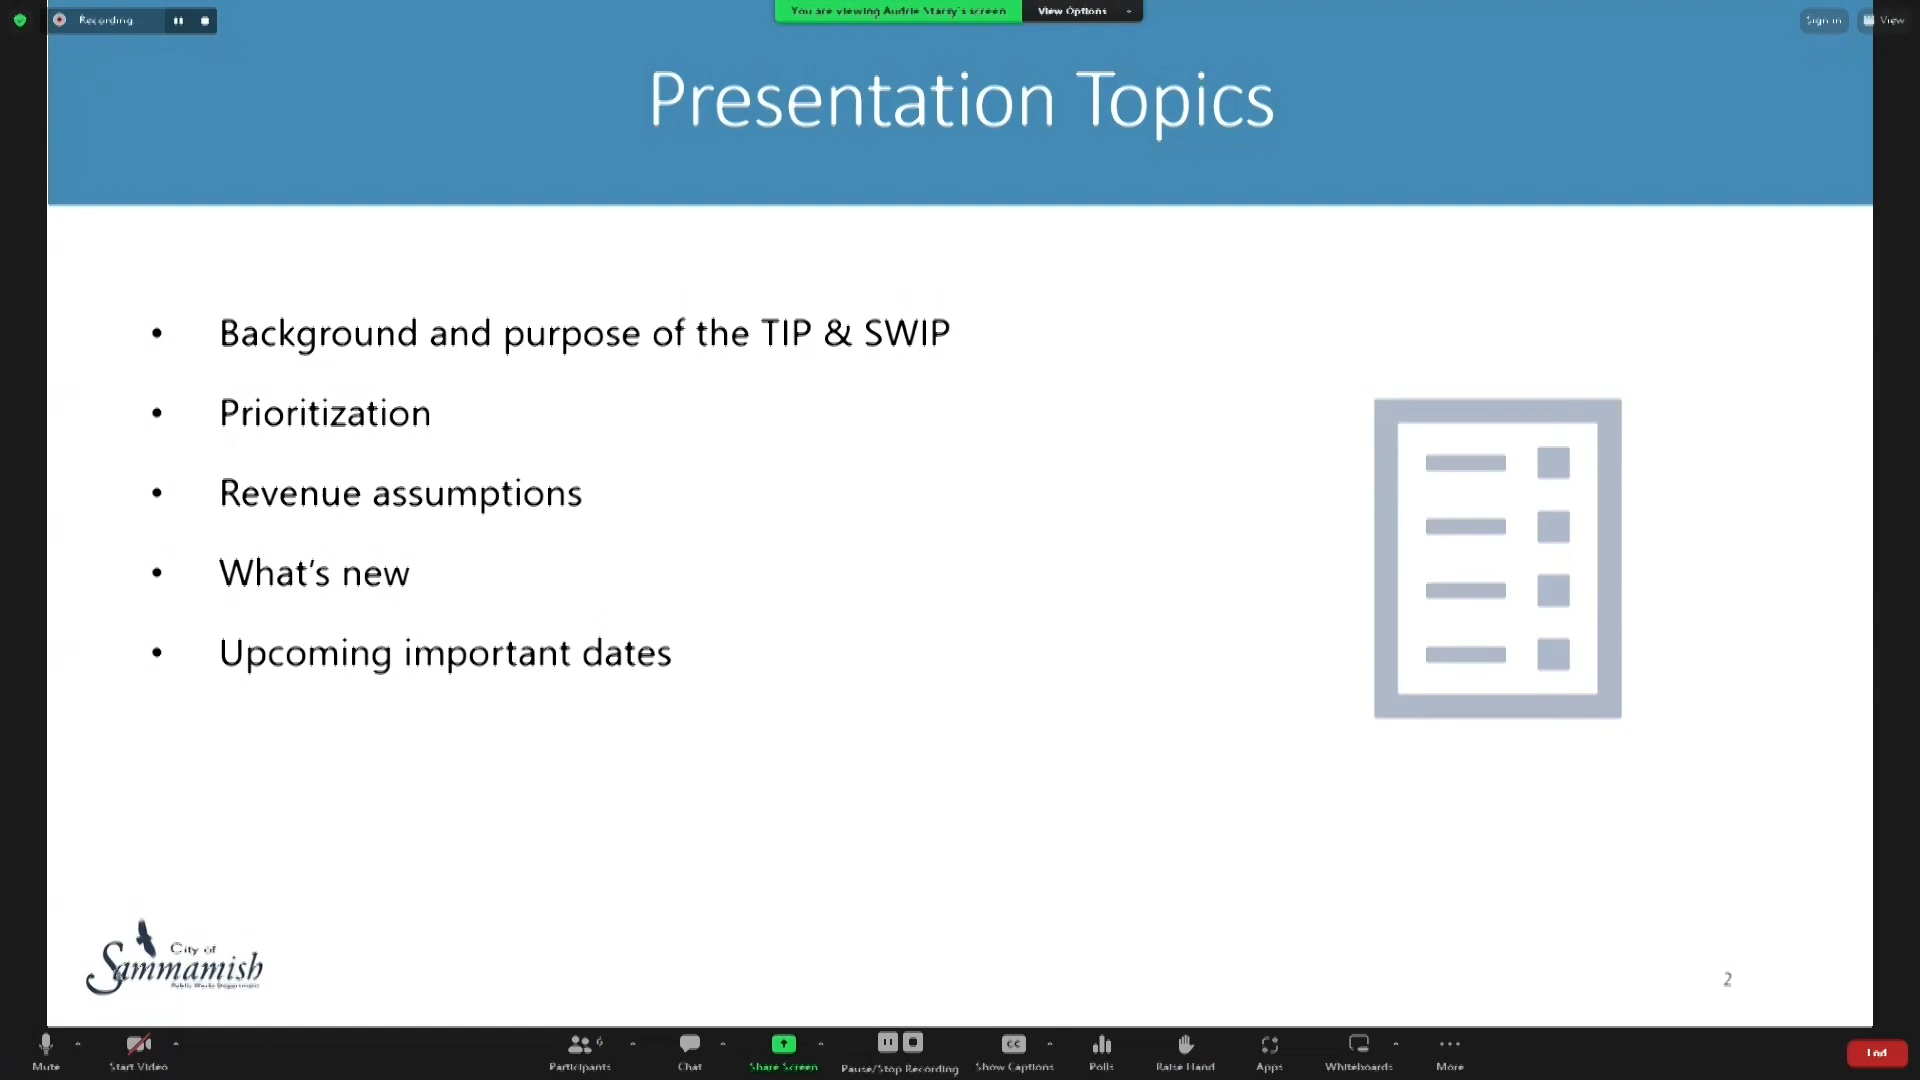 Recording
You are viewing Audrie Starsy's screen
View Options
Sign in
View
Presentation Topics
• Background and purpose of the TIP & SWIP
• Prioritization
• Revenue assumptions
• What's new
• Upcoming important dates
City of
Sammamish
Public Works Department
2
Mute
Start Video
Participants
6
Chat
Share Screen
Pause/Stop Recording
CC
Show Captions
Polls
Raise Hand
Apps
Whiteboards
More
End